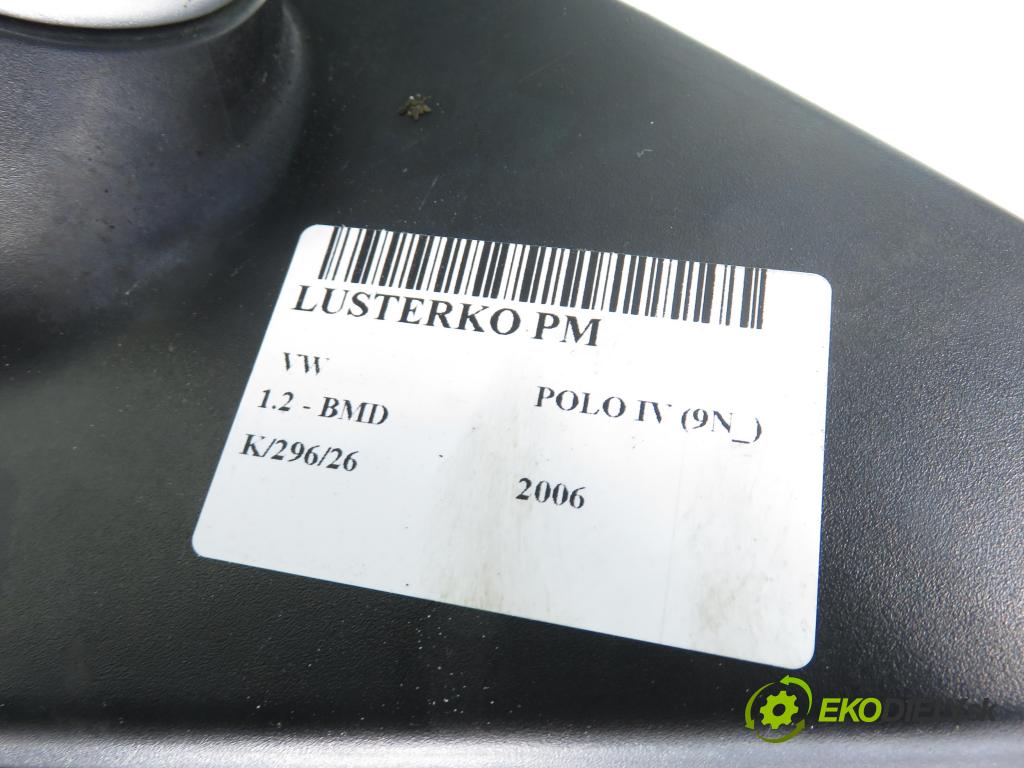 LUSTERKO PM
VW
POLO IV (9N_)
1.2 - BMD
K/296/26
2006
EKODIELY.sk